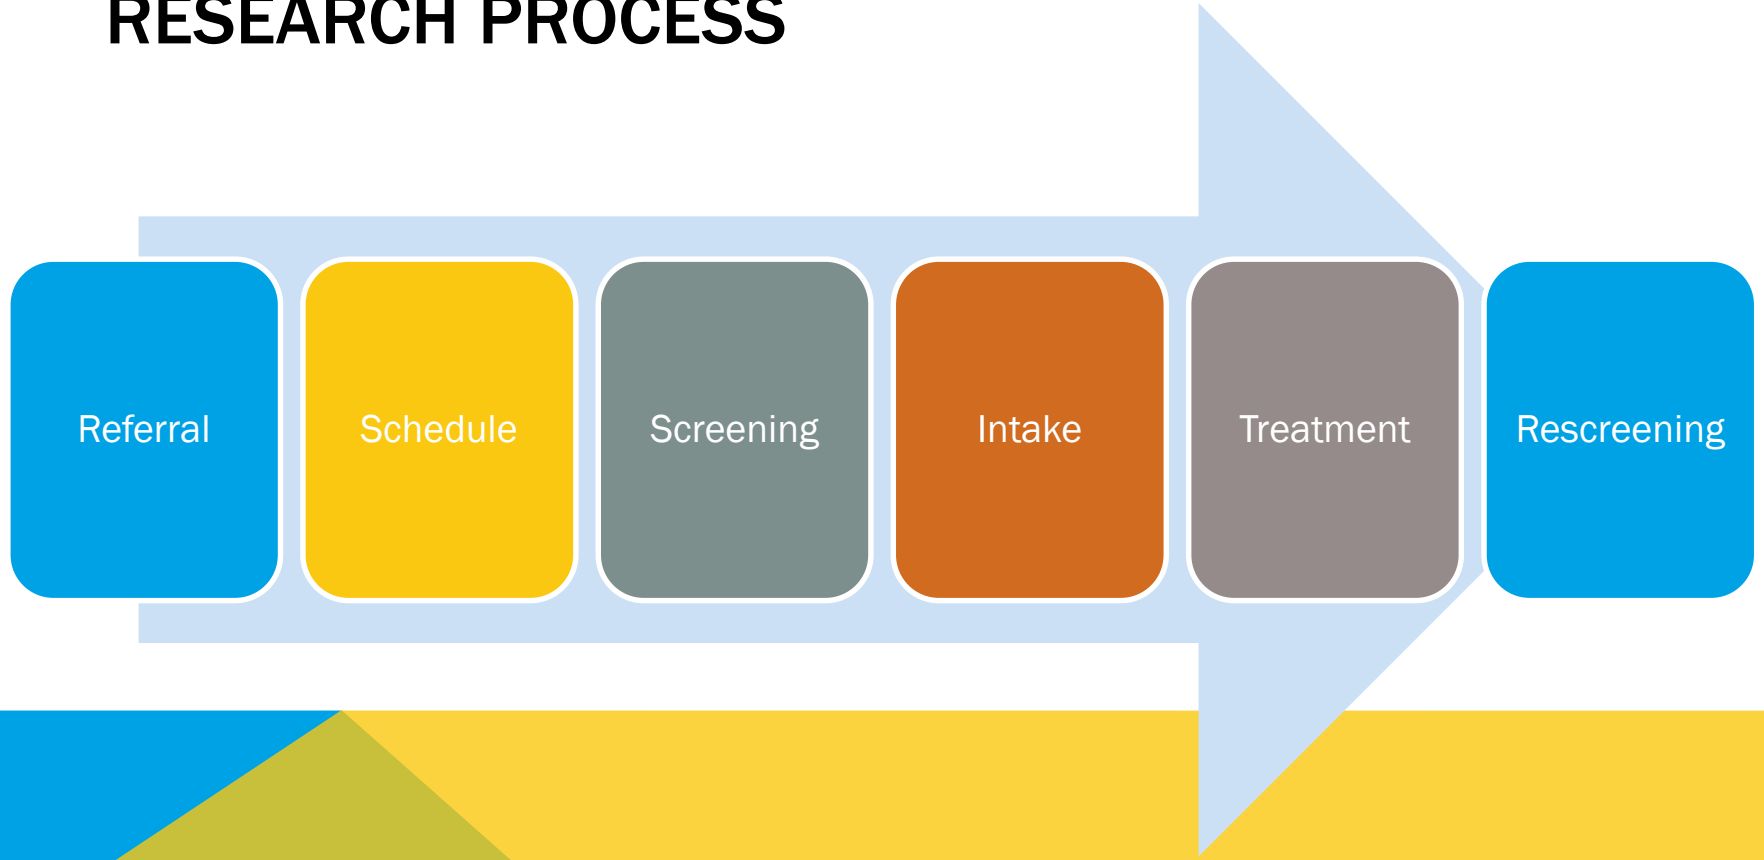 RESEARCH PROCESS
Referral
Schedule
Screening
Intake
Treatment
Rescreening